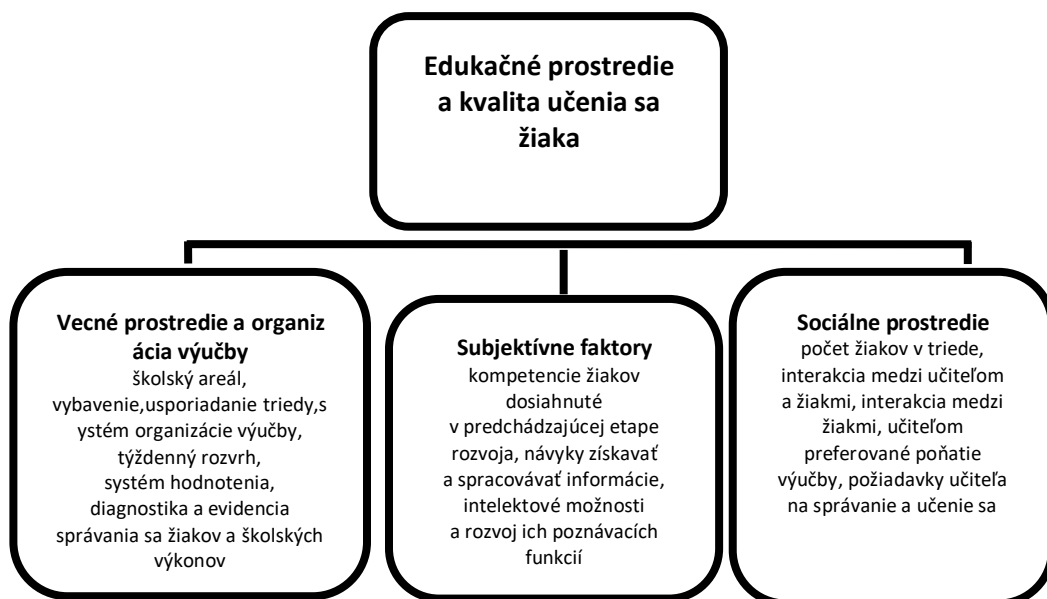 Edukačné prostredie
a kvalita učenia sa
žiaka
Vecné prostredie a organiz
ácia výučby
školský areál,
vybavenie,usporiadanie triedy,s
ystém organizácie výučby,
týždenný rozvrh,
systém hodnotenia,
diagnostika a evidencia
správania sa žiakov a školských
výkonov
Subjektívne faktory
kompetencie žiakov
dosiahnuté
v predchádzajúcej etape
rozvoja, návyky získavať
a spracovávať informácie,
intelektové možnosti
a rozvoj ich poznávacích
funkcií
Sociálne prostredie
počet žiakov v triede,
interakcia medzi učiteľom
a žiakmi, interakcia medzi
žiakmi, učiteľom
preferované poňatie
výučby, požiadavky učiteľa
na správanie a učenie sa